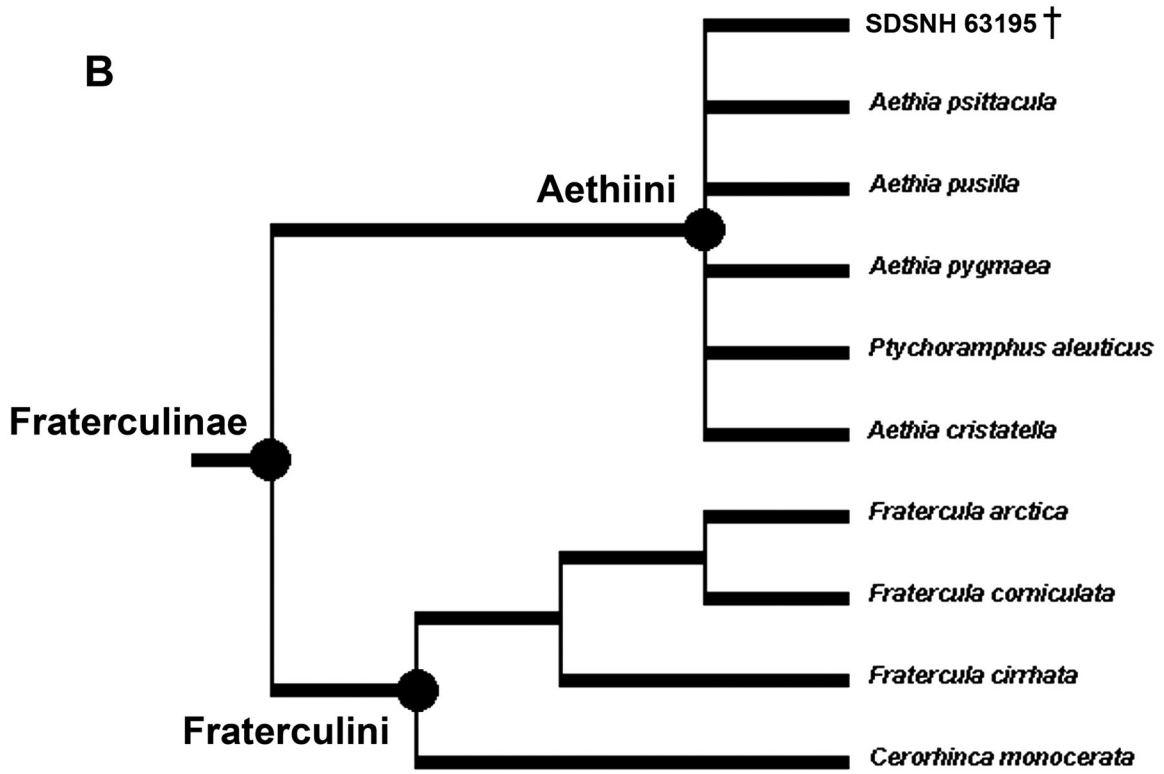 B
SDSNH 63195 †
Aethia psittacula
Aethia pusilla
Aethiini
Aethia pygmaea
Ptychoramphus aleuticus
Fraterculinae
Aethia cristatella
Fratercula arctica
Fratercula corniculata
Fratercula cirrhata
Fraterculini
Cerorhinca monocerata